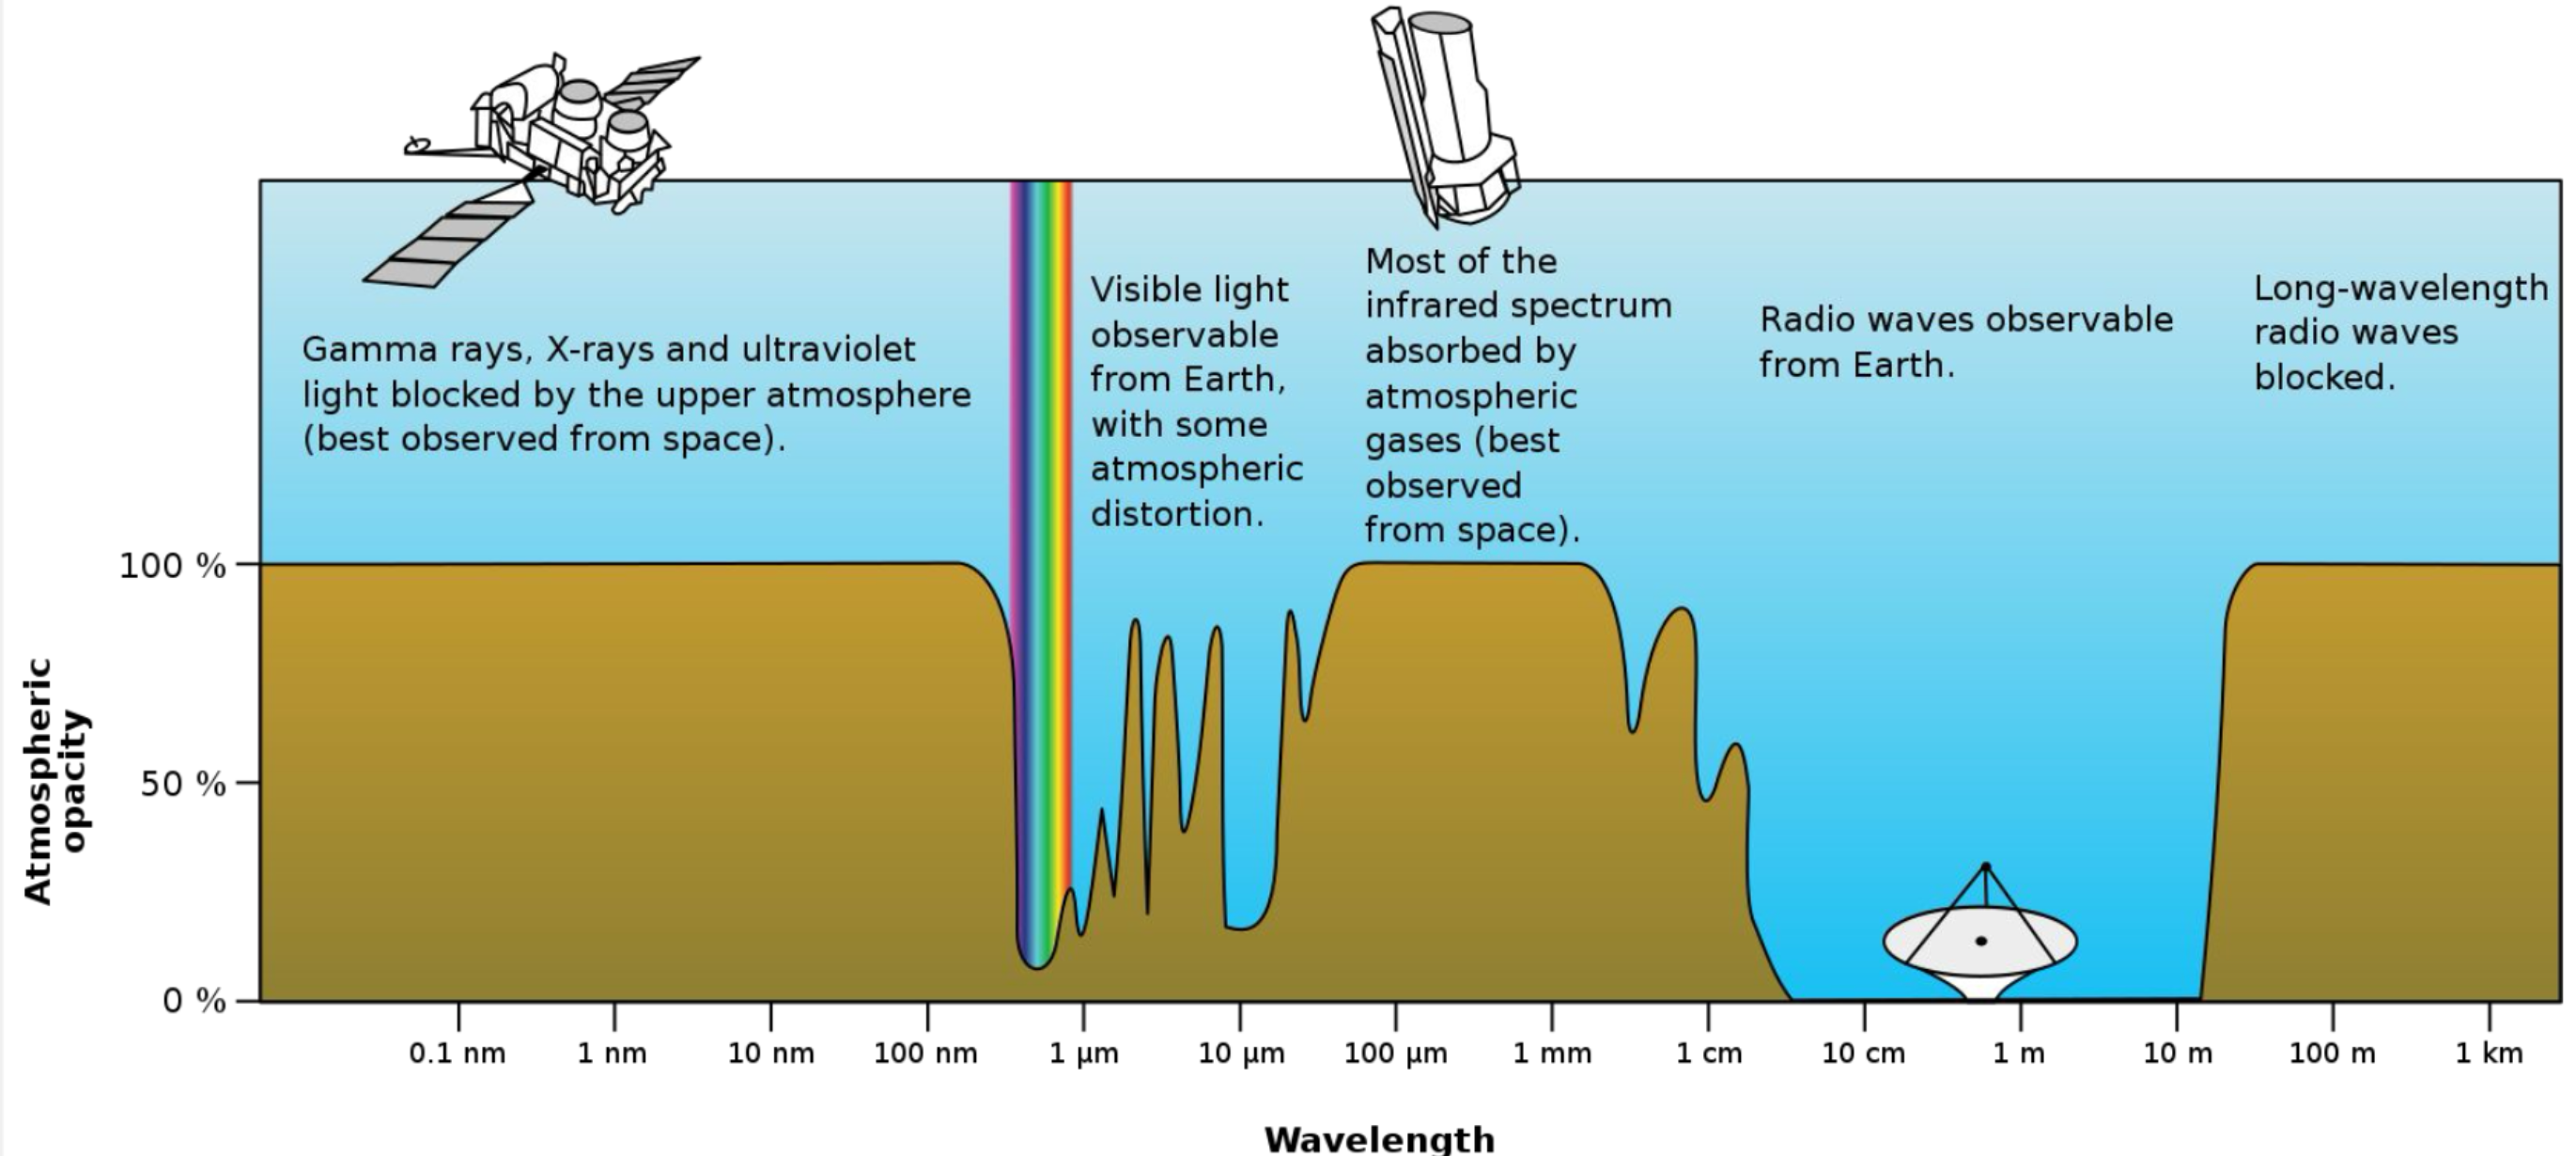 Gamma rays, X-rays and ultraviolet
light blocked by the upper atmosphere
(best observed from space).
Visible light
observable
from Earth,
with some
atmospheric
distortion.
Most of the
infrared spectrum
absorbed by
atmospheric
gases (best
observed
from space).
Radio waves observable
from Earth.
Long-wavelength
radio waves
blocked.
Atmospheric
opacity
100 %
50 %
0 %
0.1 nm
1 nm
10 nm
100 nm
1 μm
10 μm
100 μm
1 mm
1 cm
10 cm
1 m
10 m
100 m
1 km
Wavelength